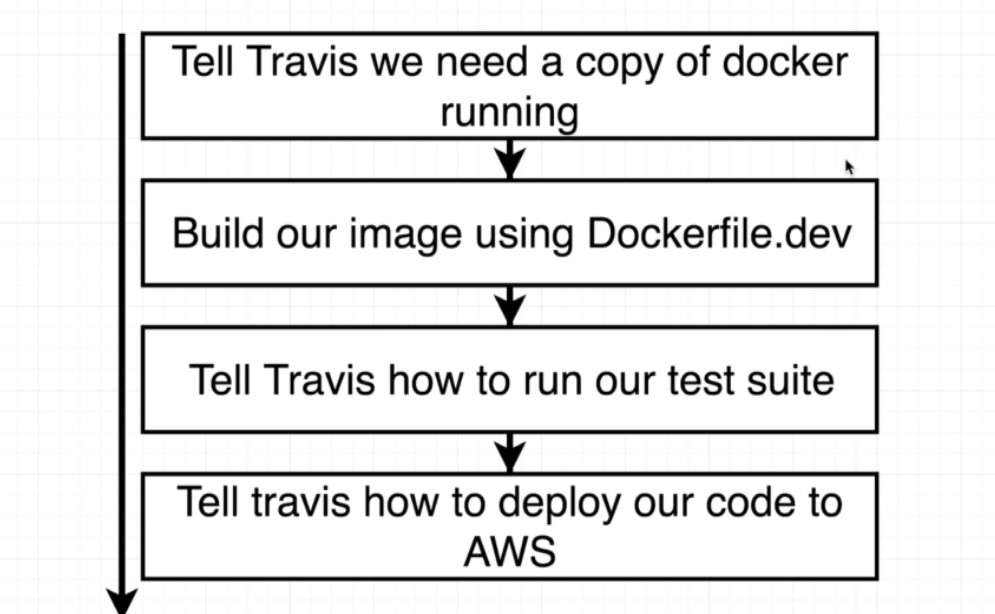 Tell Travis we need a copy of docker
running
Build our image using Dockerfile.dev
Tell Travis how to run our test suite
Tell travis how to deploy our code to
AWS